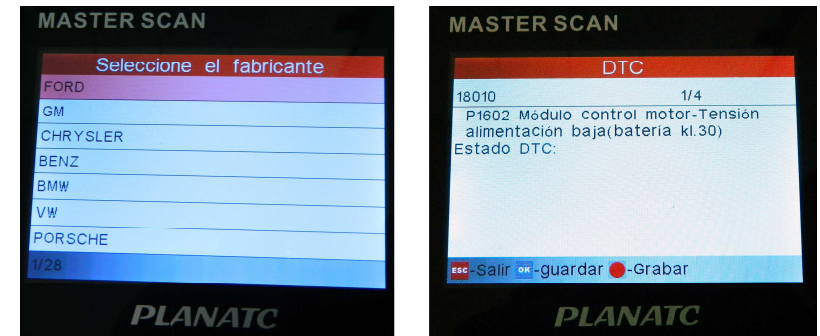 MASTER SCAN
Seleccione el fabricante
FORD
GM
CHRYSLER
BENZ
BMW
VW
PORSCHE
1/28
PLANATC
MASTER SCAN
DTC
18010 1/4
P1602 Módulo control motor-Tensión
alimentación baja(batería kl.30)
Estado DTC:
ESC-Salir OK-guardar -Grabar
PLANATC